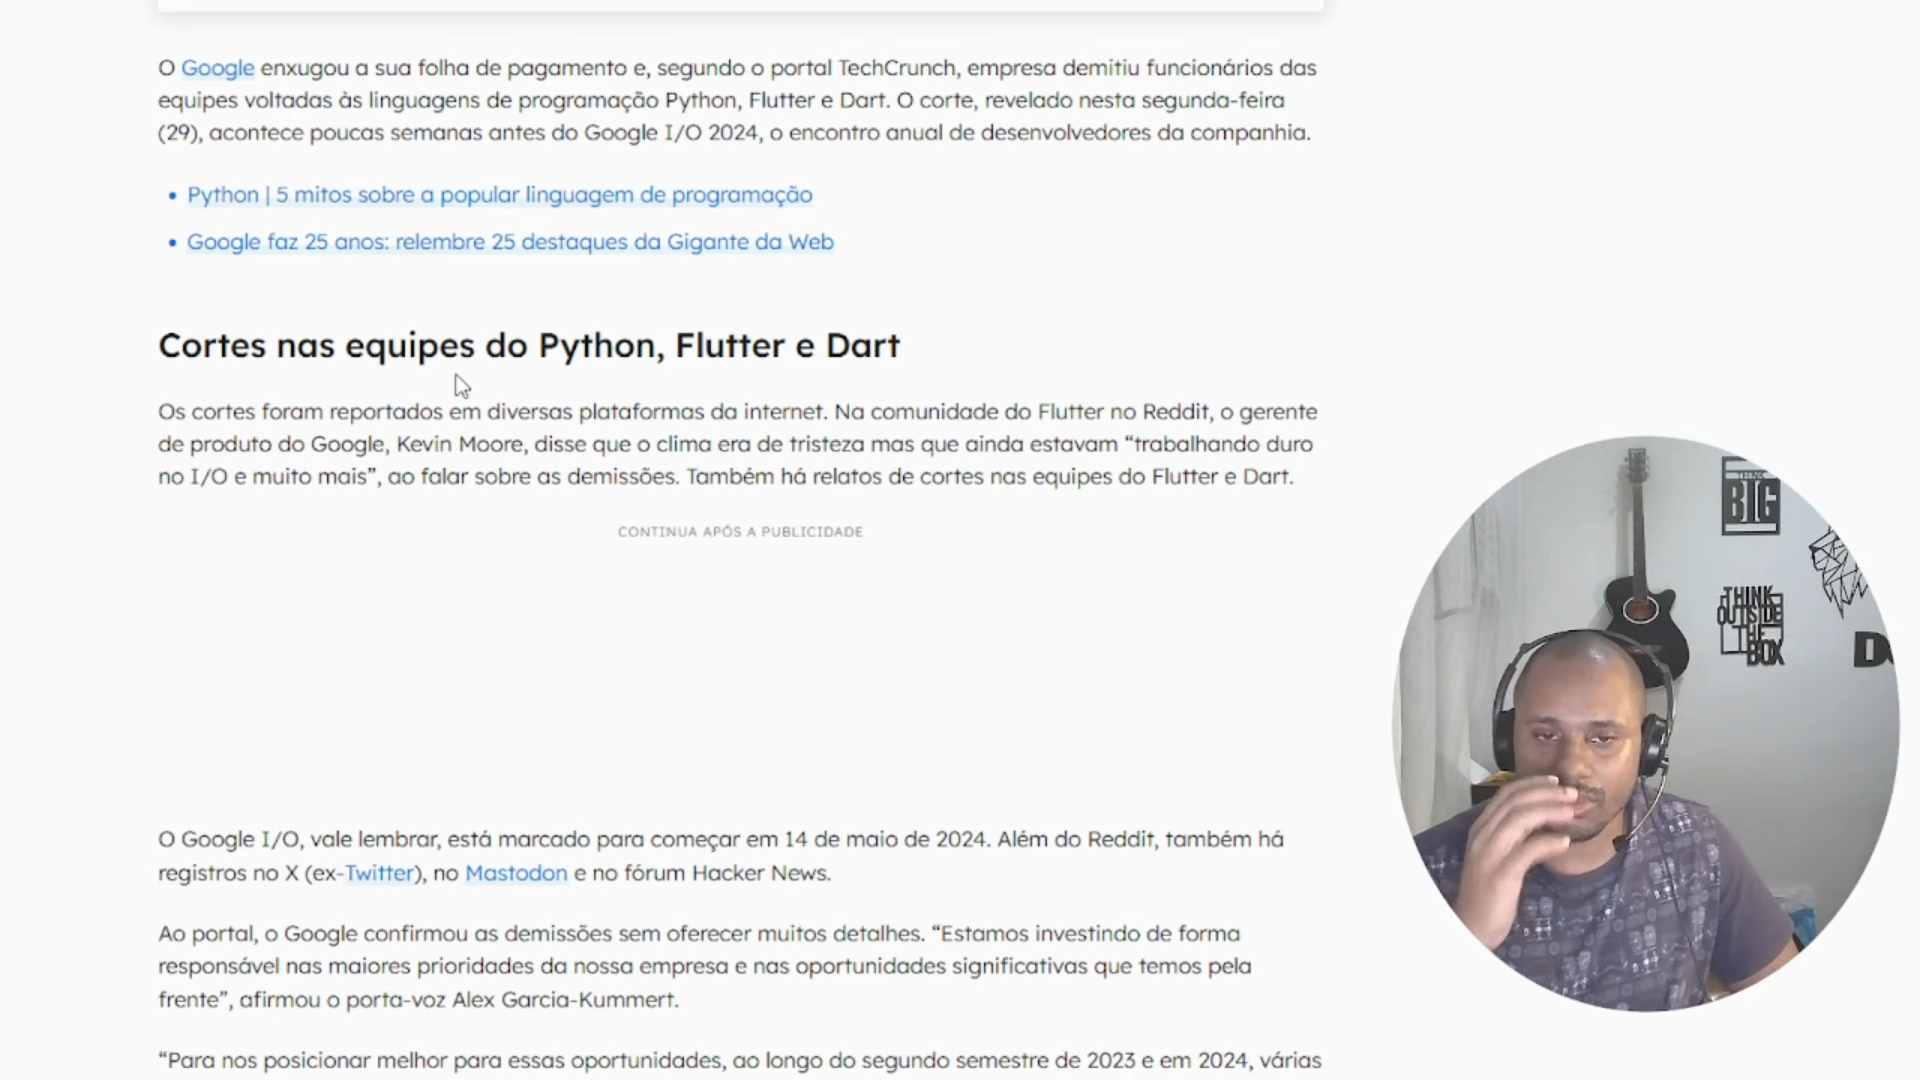 O Google enxugou a sua folha de pagamento e, segundo o portal TechCrunch, empresa demitiu funcionários das
equipes voltadas às linguagens de programação Python, Flutter e Dart. O corte, revelado nesta segunda-feira
(29), acontece poucas semanas antes do Google I/O 2024, o encontro anual de desenvolvedores da companhia.
• Python | 5 mitos sobre a popular linguagem de programação
• Google faz 25 anos: relembre 25 destaques da Gigante da Web
Cortes nas equipes do Python, Flutter e Dart
Os cortes foram reportados em diversas plataformas da internet. Na comunidade do Flutter no Reddit, o gerente
de produto do Google, Kevin Moore, disse que o clima era de tristeza mas que ainda estavam “trabalhando duro
no I/O e muito mais”, ao falar sobre as demissões. Também há relatos de cortes nas equipes do Flutter e Dart.
CONTINUA APÓS A PUBLICIDADE
O Google I/O, vale lembrar, está marcado para começar em 14 de maio de 2024. Além do Reddit, também há
registros no X (ex-Twitter), no Mastodon e no fórum Hacker News.
Ao portal, o Google confirmou as demissões sem oferecer muitos detalhes. “Estamos investindo de forma
responsável nas maiores prioridades da nossa empresa e nas oportunidades significativas que temos pela
frente”, afirmou o porta-voz Alex Garcia-Kummert.
“Para nos posicionar melhor para essas oportunidades, ao longo do segundo semestre de 2023 e em 2024, várias
THINK
BIG
THINK
OUTSIDE
THE
BOX